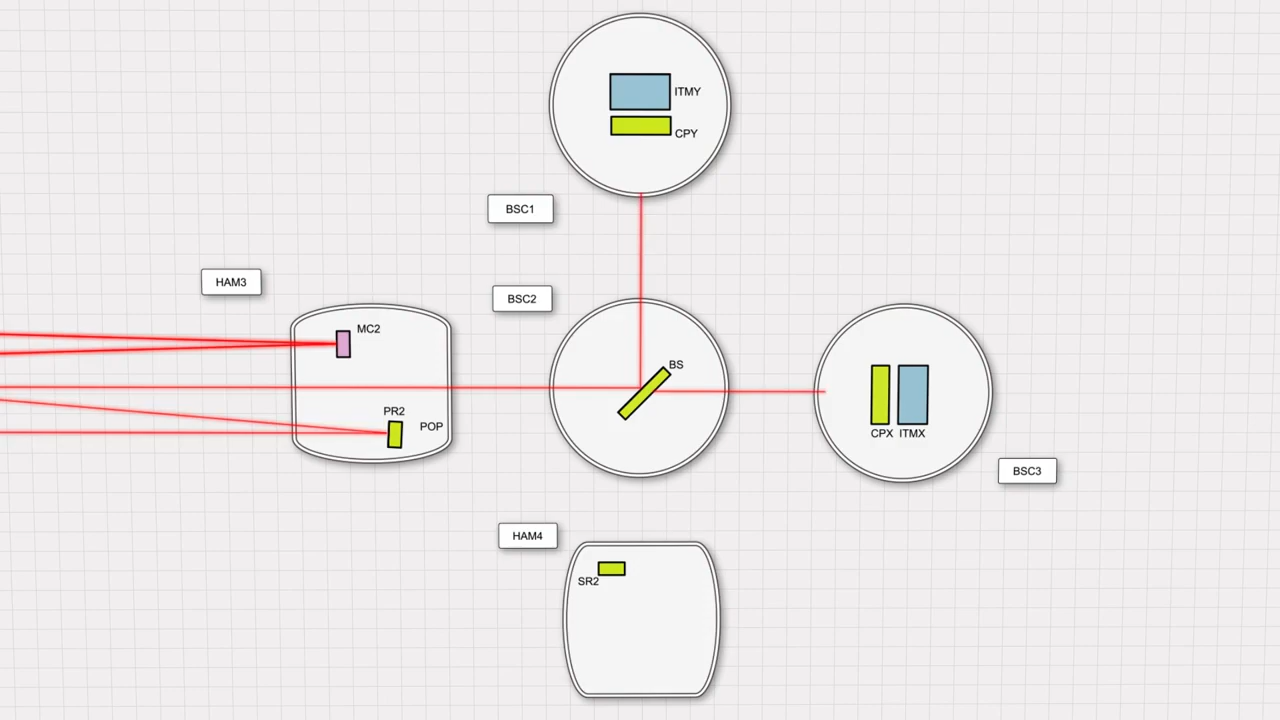 ITMY
CPY
BSC1
HAM3
BSC2
MC2
BS
PR2
POP
CPX ITMX
BSC3
HAM4
SR2